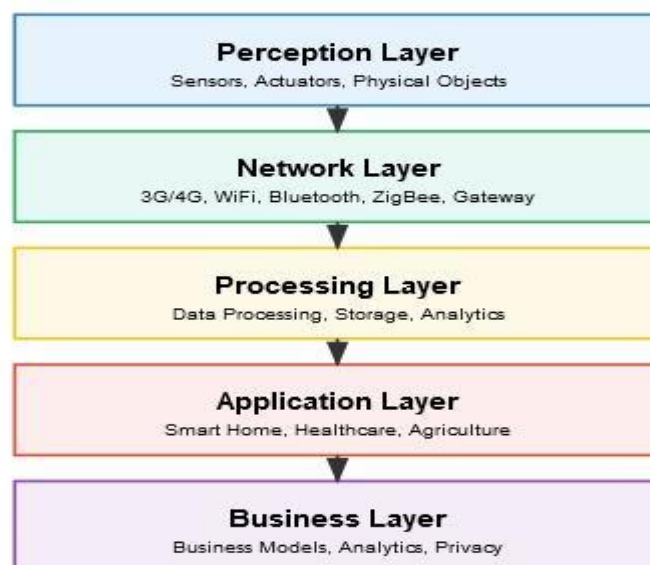 Perception Layer
Sensors, Actuators, Physical Objects
Network Layer
3G/4G, WiFi, Bluetooth, ZigBee, Gateway
Processing Layer
Data Processing, Storage, Analytics
Application Layer
Smart Home, Healthcare, Agriculture
Business Layer
Business Models, Analytics, Privacy